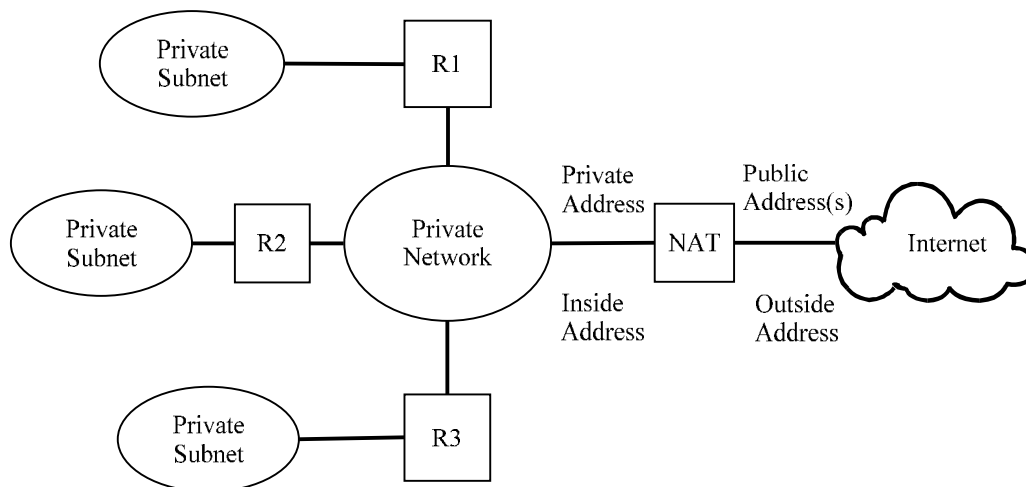 Private
Subnet
R1
Private
Address
Public
Address(s)
Private
Subnet
R2
Private
Network
NAT
Internet
Inside
Address
Outside
Address
Private
Subnet
R3